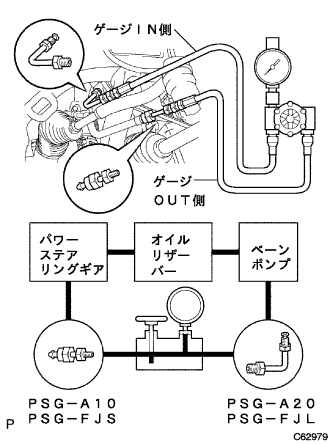 ゲージIN側
ゲージ
OUT側
パワー
ステア
リングギア
オイル
リザー
バー
ベーン
ポンプ
PSG-A10
PSG-FJS
PSG-A20
PSG-FJL
P
C62979